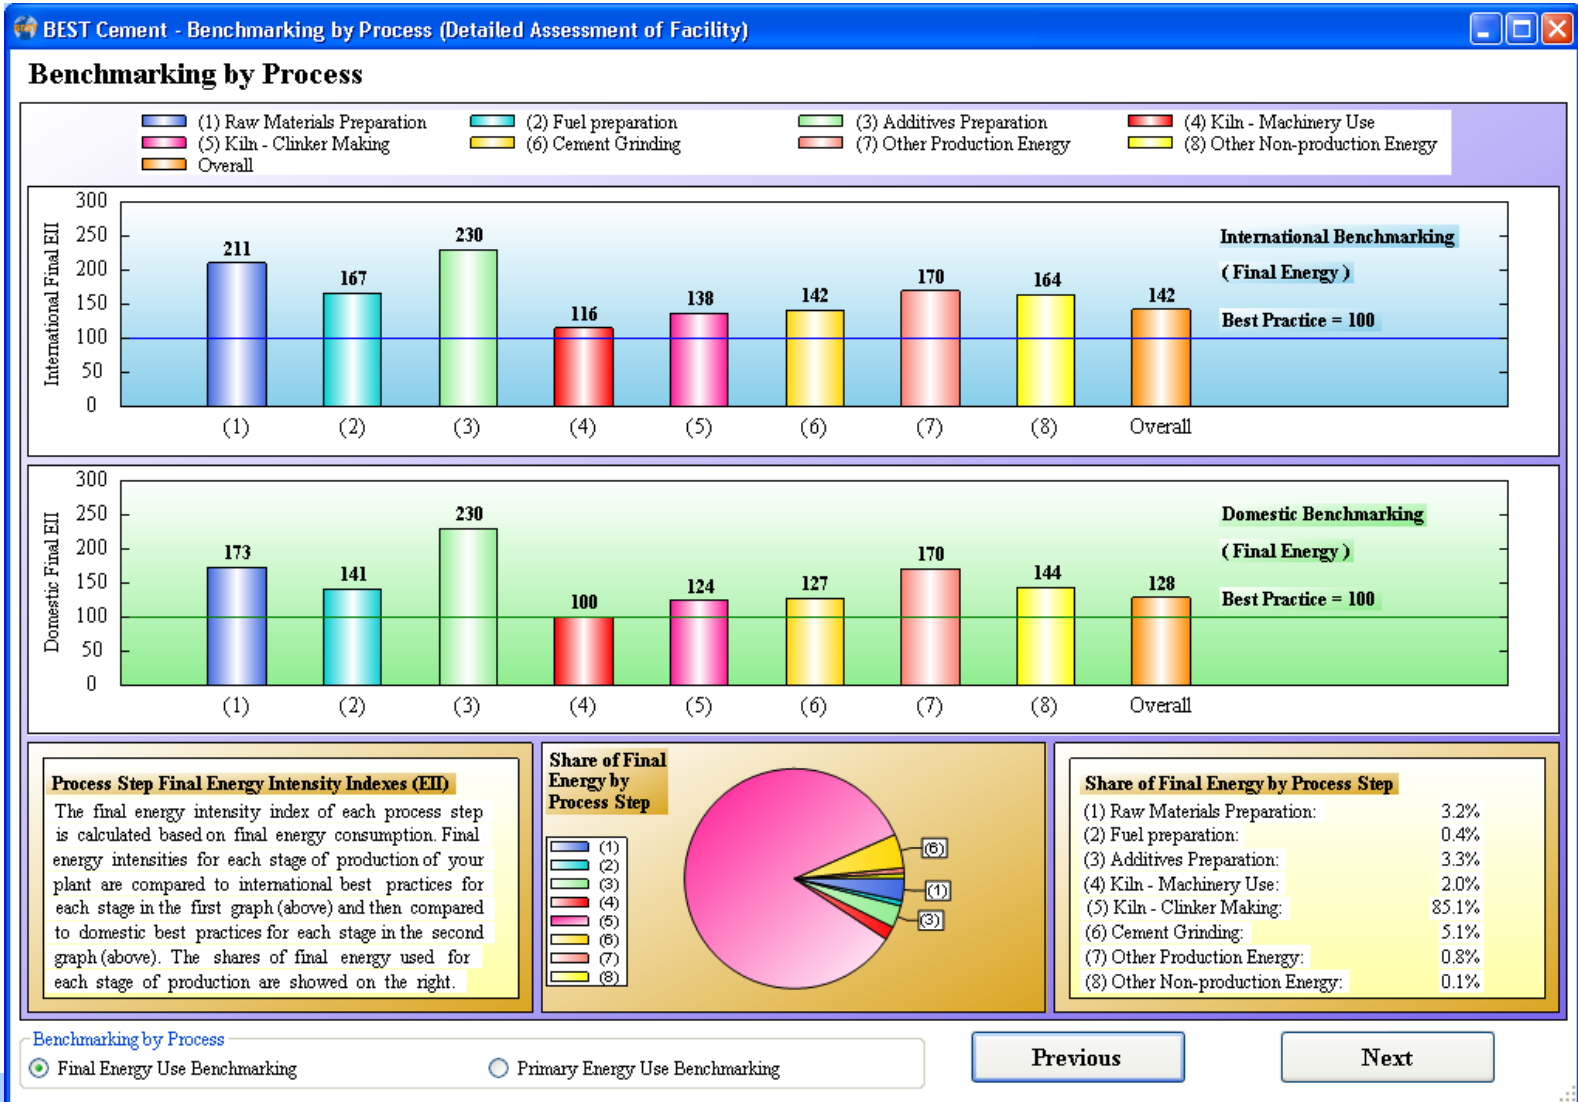 BEST Cement - Benchmarking by Process (Detailed Assessment of Facility)
Benchmarking by Process
(1) Raw Materials Preparation
(2) Fuel preparation
(3) Additives Preparation
(4) Kiln - Machinery Use
(5) Kiln - Clinker Making
(6) Cement Grinding
(7) Other Production Energy
(8) Other Non-production Energy
Overall
International Final EII
300
250
200
150
100
50
0
211
167
230
116
138
142
170
164
142
International Benchmarking
( Final Energy )
Best Practice = 100
(1)
(2)
(3)
(4)
(5)
(6)
(7)
(8)
Overall
Domestic Final EII
300
250
200
150
100
50
0
173
141
230
100
124
127
170
144
128
Domestic Benchmarking
( Final Energy )
Best Practice = 100
(1)
(2)
(3)
(4)
(5)
(6)
(7)
(8)
Overall
Process Step Final Energy Intensity Indexes (EII)
The final energy intensity index of each process step
is calculated based on final energy consumption. Final
energy intensities for each stage of production of your
plant are compared to international best practices for
each stage in the first graph (above) and then compared
to domestic best practices for each stage in the second
graph (above). The shares of final energy used for
each stage of production are showed on the right.
Share of Final
Energy by
Process Step
(1)
(2)
(3)
(4)
(5)
(6)
(7)
(8)
(6)
(1)
(3)
Share of Final Energy by Process Step
(1) Raw Materials Preparation: 3.2%
(2) Fuel preparation: 0.4%
(3) Additives Preparation: 3.3%
(4) Kiln - Machinery Use: 2.0%
(5) Kiln - Clinker Making: 85.1%
(6) Cement Grinding: 5.1%
(7) Other Production Energy: 0.8%
(8) Other Non-production Energy: 0.1%
Benchmarking by Process
Final Energy Use Benchmarking
Primary Energy Use Benchmarking
Previous
Next